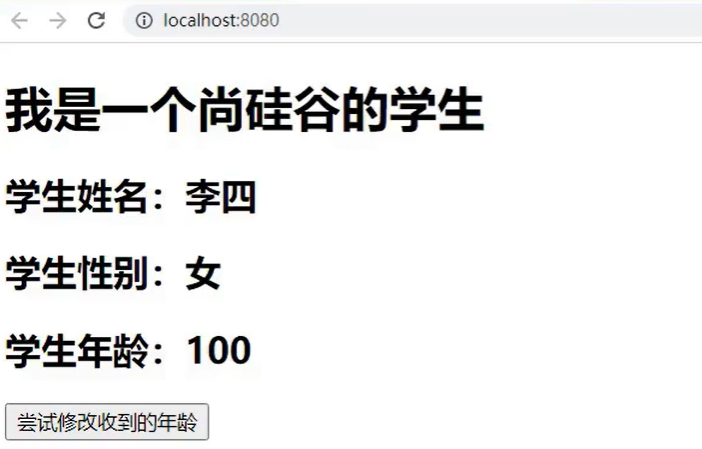 localhost:8080
我是一个尚硅谷的学生
学生姓名：李四
学生性别：女
学生年龄：100
尝试修改收到的年龄